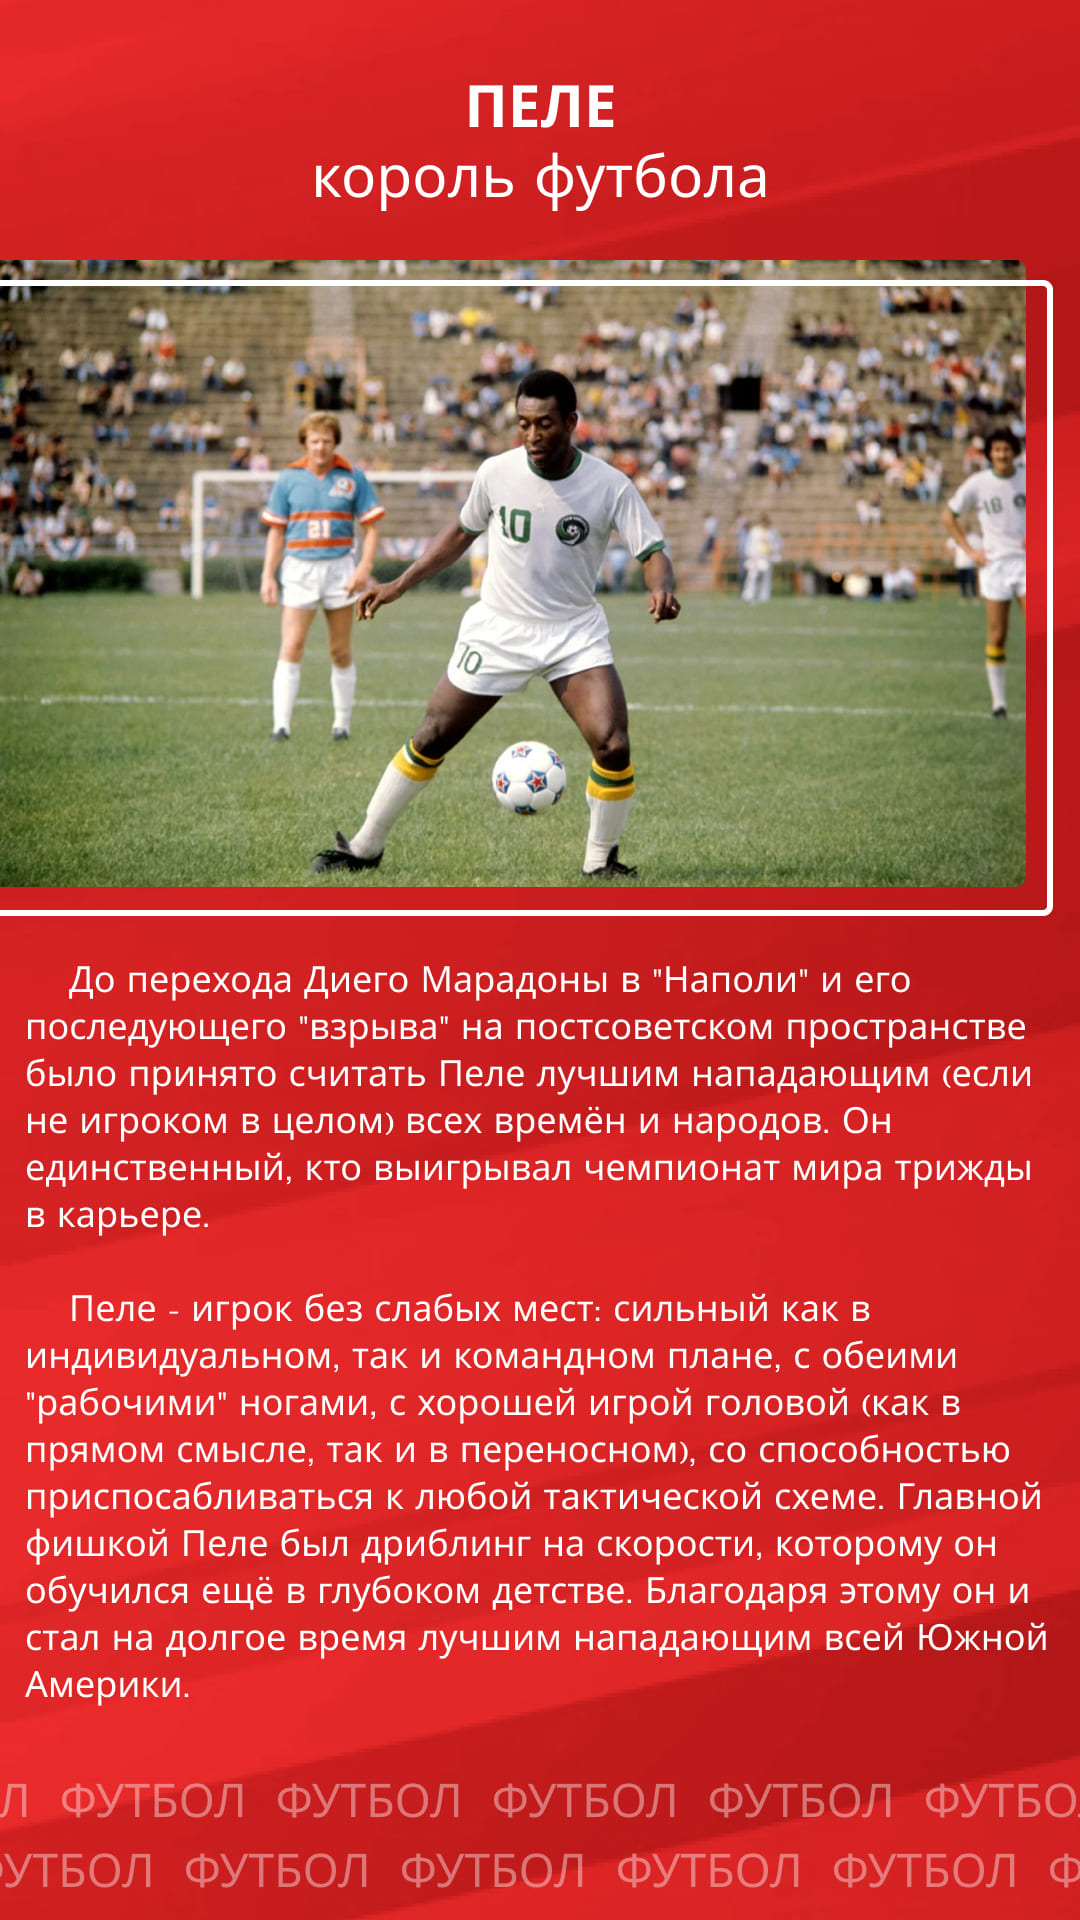 ПЕЛЕ
король футбола
21
10
10
18
До перехода Диего Марадоны в "Наполи" и его
последующего "взрыва" на постсоветском пространстве
было принято считать Пеле лучшим нападающим (если
не игроком в целом) всех времён и народов. Он
единственный, кто выигрывал чемпионат мира трижды
в карьере.
Пеле - игрок без слабых мест: сильный как в
индивидуальном, так и командном плане, с обеими
"рабочими" ногами, с хорошей игрой головой (как в
прямом смысле, так и в переносном), со способностью
приспосабливаться к любой тактической схеме. Главной
фишкой Пеле был дриблинг на скорости, которому он
обучился ещё в глубоком детстве. Благодаря этому он и
стал на долгое время лучшим нападающим всей Южной
Америки.
Л ФУТБОЛ ФУТБОЛ ФУТБОЛ ФУТБОЛ ФУТБО
УТБОЛ ФУТБОЛ ФУТБОЛ ФУТБОЛ ФУТБОЛ Ф